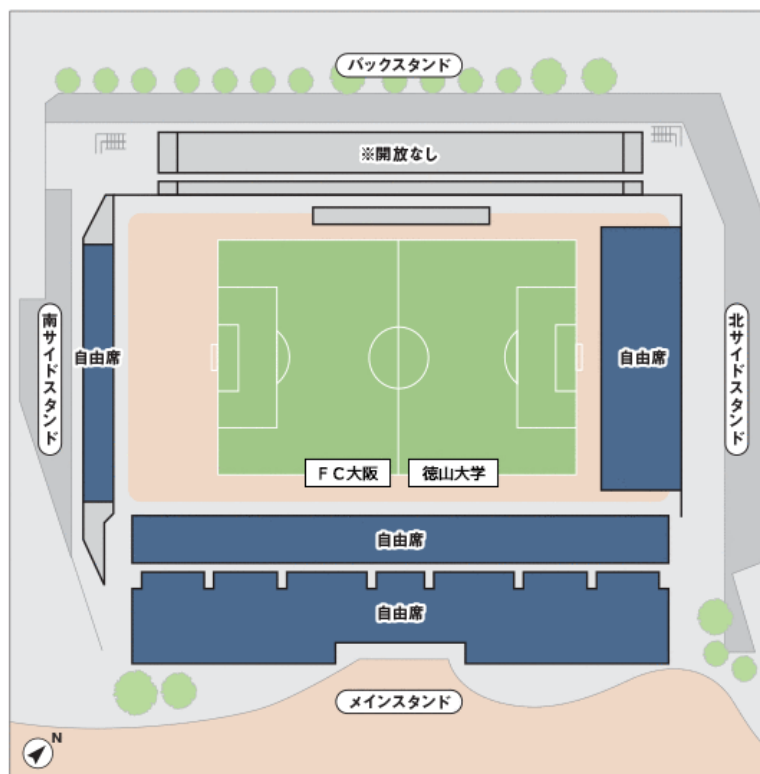 バックスタンド
※開放なし
南サイドスタンド
自由席
自由席
北サイドスタンド
ＦＣ大阪
徳山大学
自由席
自由席
メインスタンド
N